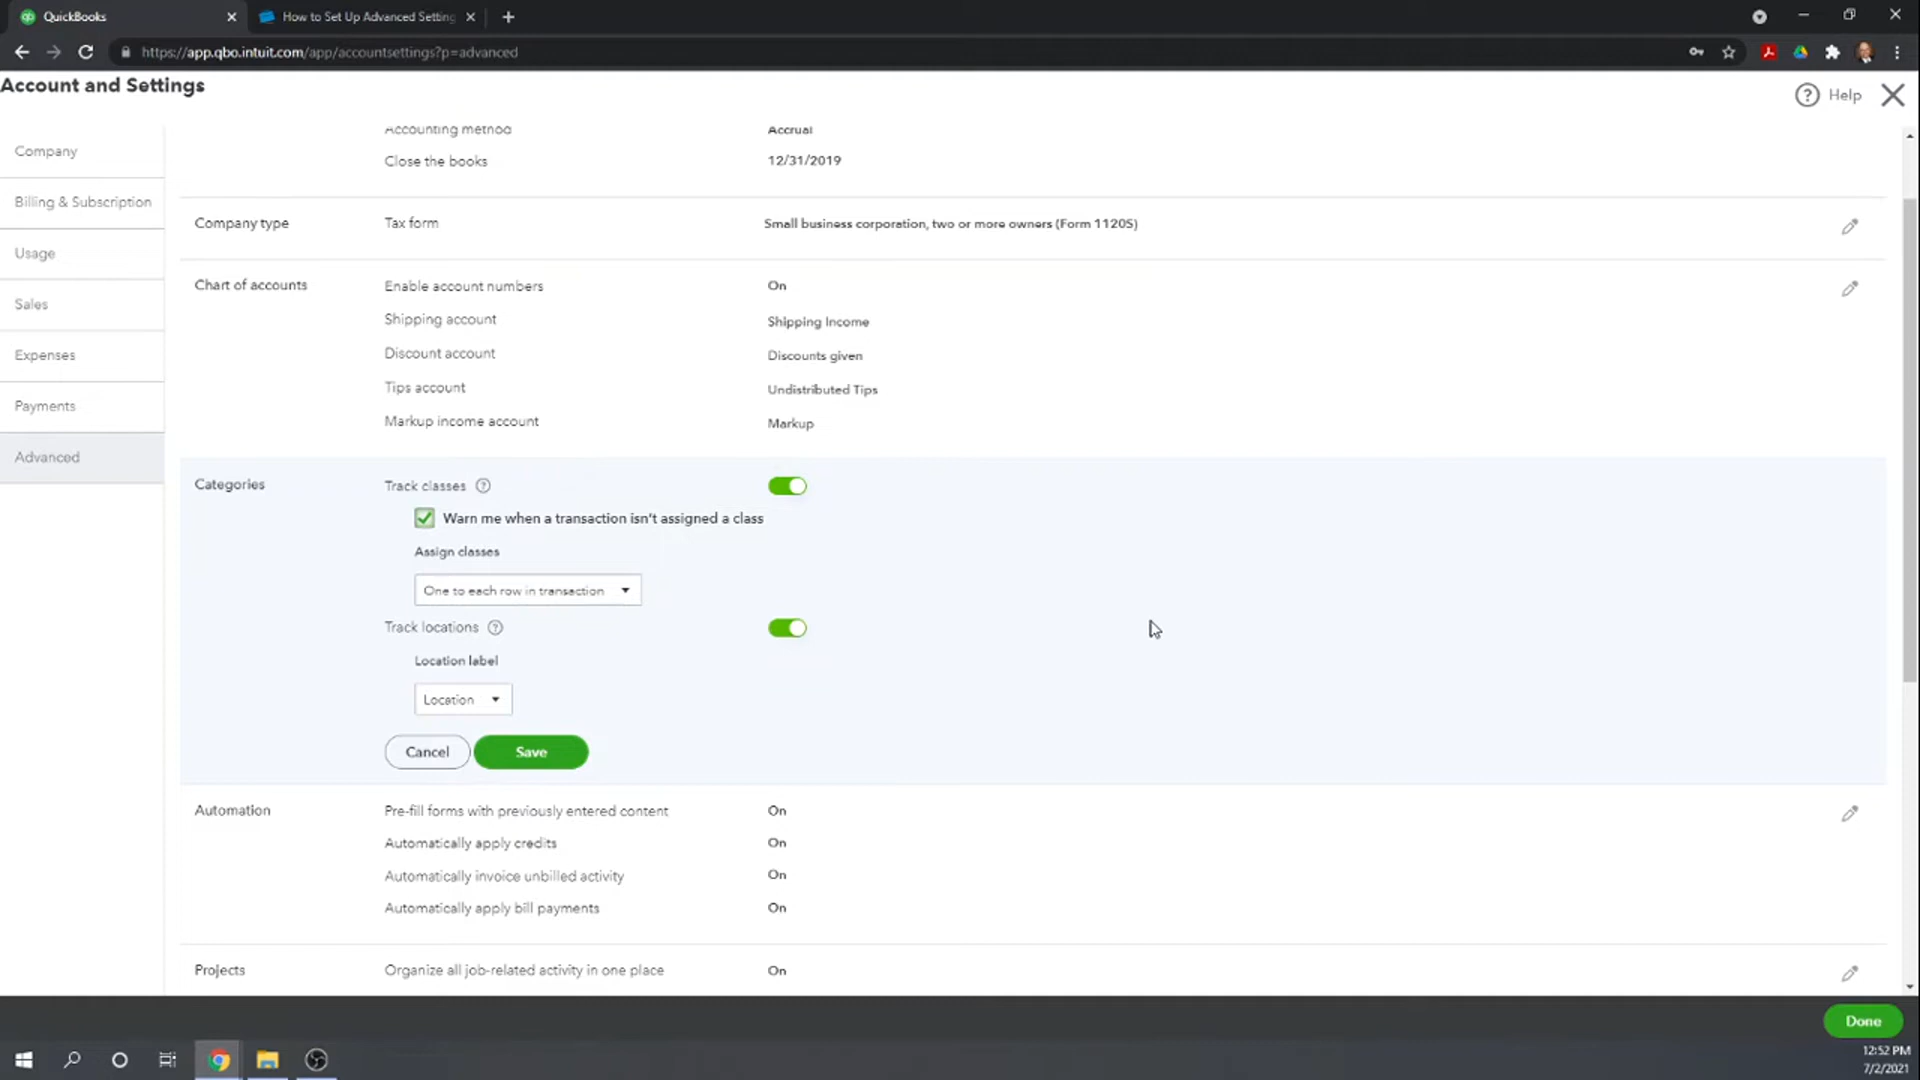 QuickBooks
How to Set Up Advanced Setting
https://app.qbo.intuit.com/app/accountsettings?p=advanced
Account and Settings
Help
Company
Billing & Subscription
Usage
Sales
Expenses
Payments
Advanced
Accounting method Accrual
Close the books 12/31/2019
Company type Tax form Small business corporation, two or more owners (Form 1120S)
Chart of accounts Enable account numbers On
Shipping account Shipping Income
Discount account Discounts given
Tips account Undistributed Tips
Markup income account Markup
Categories Track classes ?
Warn me when a transaction isn't assigned a class
Assign classes
One to each row in transaction
Track locations ?
Location label
Location
Cancel Save
Automation Pre-fill forms with previously entered content On
Automatically apply credits On
Automatically invoice unbilled activity On
Automatically apply bill payments On
Projects Organize all job-related activity in one place On
Done
12:52 PM
7/2/2021